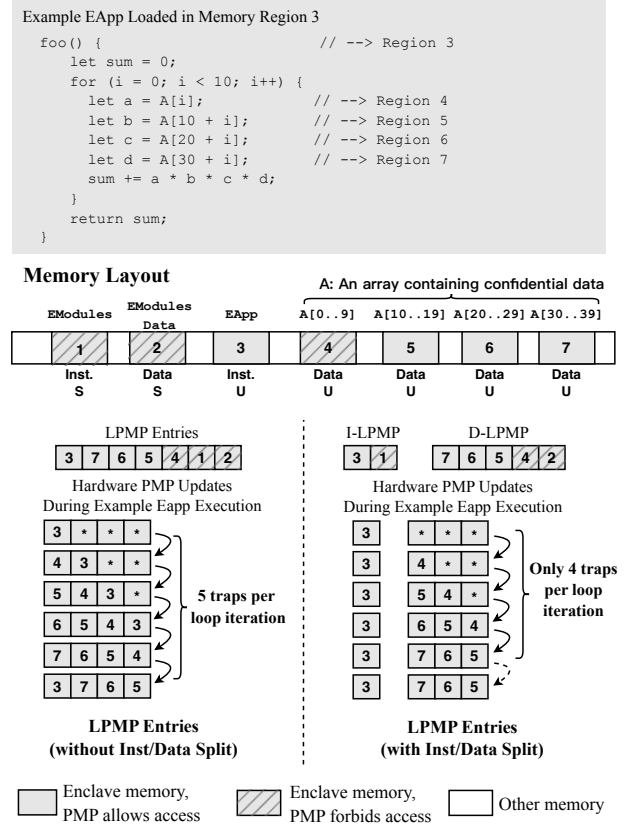 Example EApp Loaded in Memory Region 3
foo() { // --> Region 3
let sum = 0;
for (i = 0; i < 10; i++) {
let a = A[i]; // --> Region 4
let b = A[10 + i]; // --> Region 5
let c = A[20 + i]; // --> Region 6
let d = A[30 + i]; // --> Region 7
sum += a * b * c * d;
}
return sum;
}
Memory Layout
A: An array containing confidential data
EModules
EModules
Data
EApp
A[0..9] A[10..19] A[20..29] A[30..39]
1 2 3 4 5 6 7
Inst. Data Inst. Data Data Data Data
S S U U U U U
LPMP Entries
3 7 6 5 4 1 2
Hardware PMP Updates
During Example Eapp Execution
3 * * *
4 3 * *
5 4 3 *
6 5 4 3
7 6 5 4
3 7 6 5
5 traps per
loop iteration
LPMP Entries
(without Inst/Data Split)
I-LPMP D-LPMP
3 1 7 6 5 4 2
Hardware PMP Updates
During Example Eapp Execution
3 * * *
3 4 * *
3 5 4 *
3 6 5 4
3 7 6 5
3 7 6 5
Only 4 traps
per loop
iteration
LPMP Entries
(with Inst/Data Split)
Enclave memory,
PMP allows access
Enclave memory,
PMP forbids access
Other memory